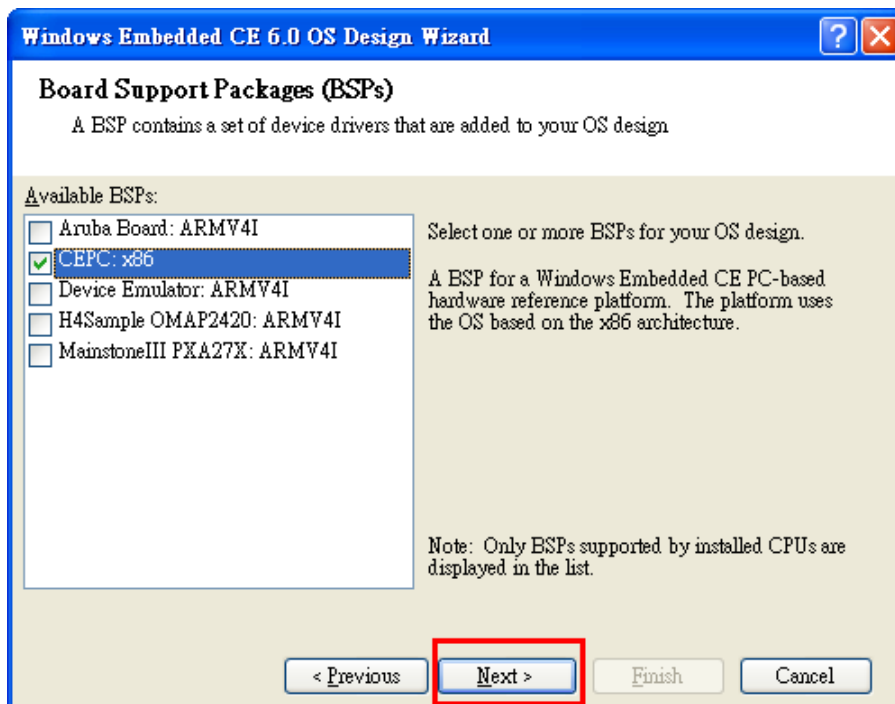 Windows Embedded CE 6.0 OS Design Wizard
Board Support Packages (BSPs)
A BSP contains a set of device drivers that are added to your OS design
Available BSPs:
Aruba Board: ARMV4I
CEPC: x86
Device Emulator: ARMV4I
H4Sample OMAP2420: ARMV4I
MainstoneIII PXA27X: ARMV4I
Select one or more BSPs for your OS design.
A BSP for a Windows Embedded CE PC-based
hardware reference platform. The platform uses
the OS based on the x86 architecture.
Note: Only BSPs supported by installed CPUs are
displayed in the list.
< Previous
Next >
Finish
Cancel